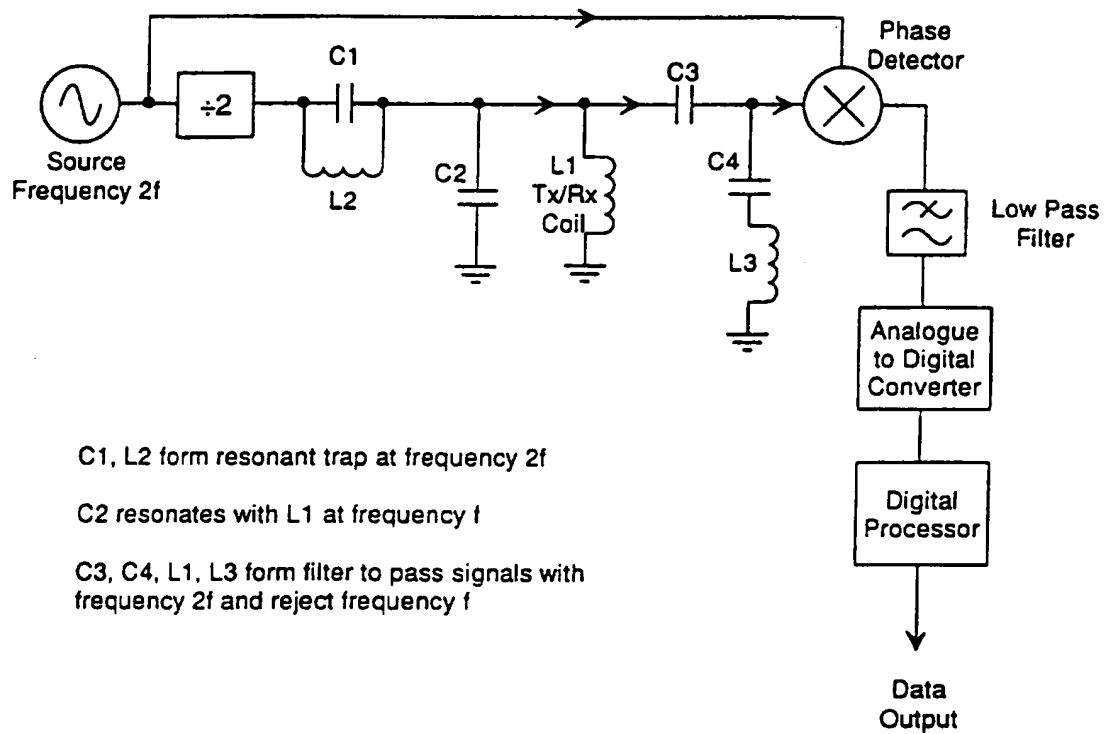 Phase
Detector
C1
C3
÷2
Source
Frequency 2f
L2
C2
L1
Tx/Rx
Coil
C4
L3
Low Pass
Filter
Analogue
to Digital
Converter
C1, L2 form resonant trap at frequency 2f
C2 resonates with L1 at frequency f
C3, C4, L1, L3 form filter to pass signals with
frequency 2f and reject frequency f
Digital
Processor
Data
Output